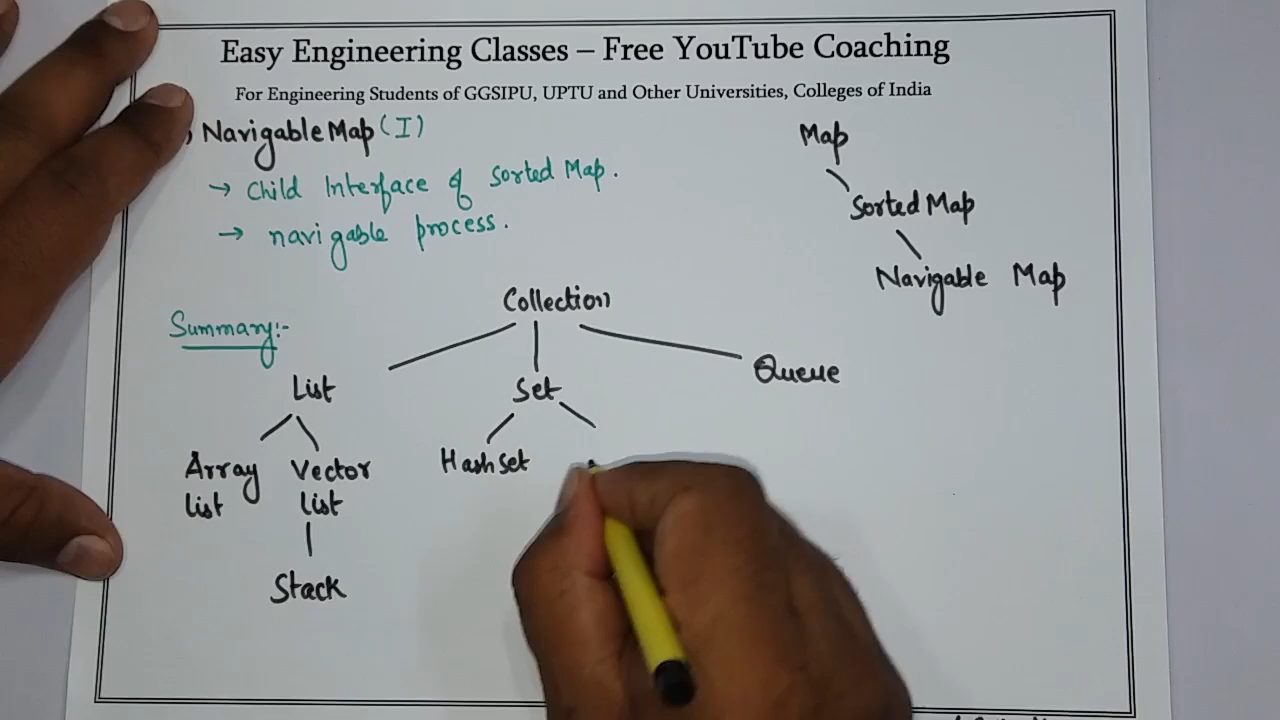 Easy Engineering Classes – Free YouTube Coaching
For Engineering Students of GGSIPU, UPTU and Other Universities, Colleges of India
NavigableMap (I)
→ Child Interface of Sorted Map.
→ navigable process.
Map
Sorted Map
Navigable Map
Summary:-
Collection
List Set Queue
Array Vector HashSet
list list
Stack